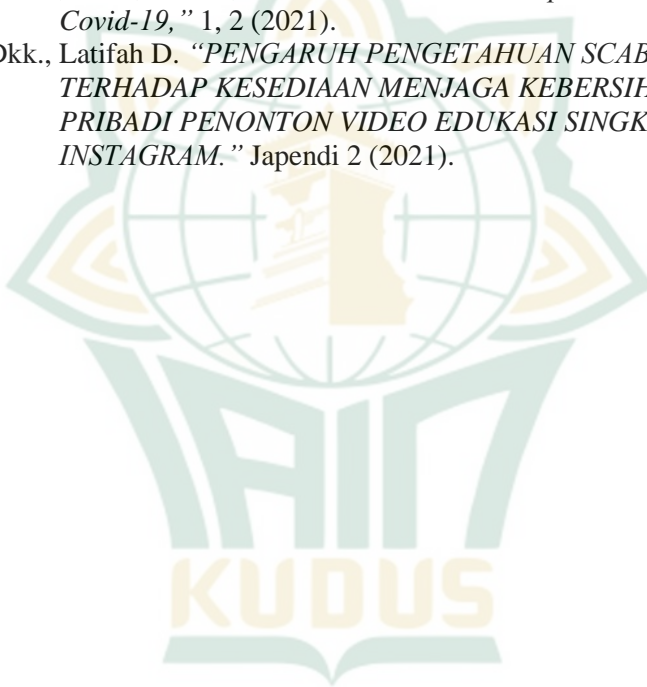 Covid-19,” 1, 2 (2021).
Dkk., Latifah D. “PENGARUH PENGETAHUAN SCAB
TERHADAP KESEDIAAN MENJAGA KEBERSIH
PRIBADI PENONTON VIDEO EDUKASI SINGK
INSTAGRAM.” Japendi 2 (2021).
IAIN
KUDUS